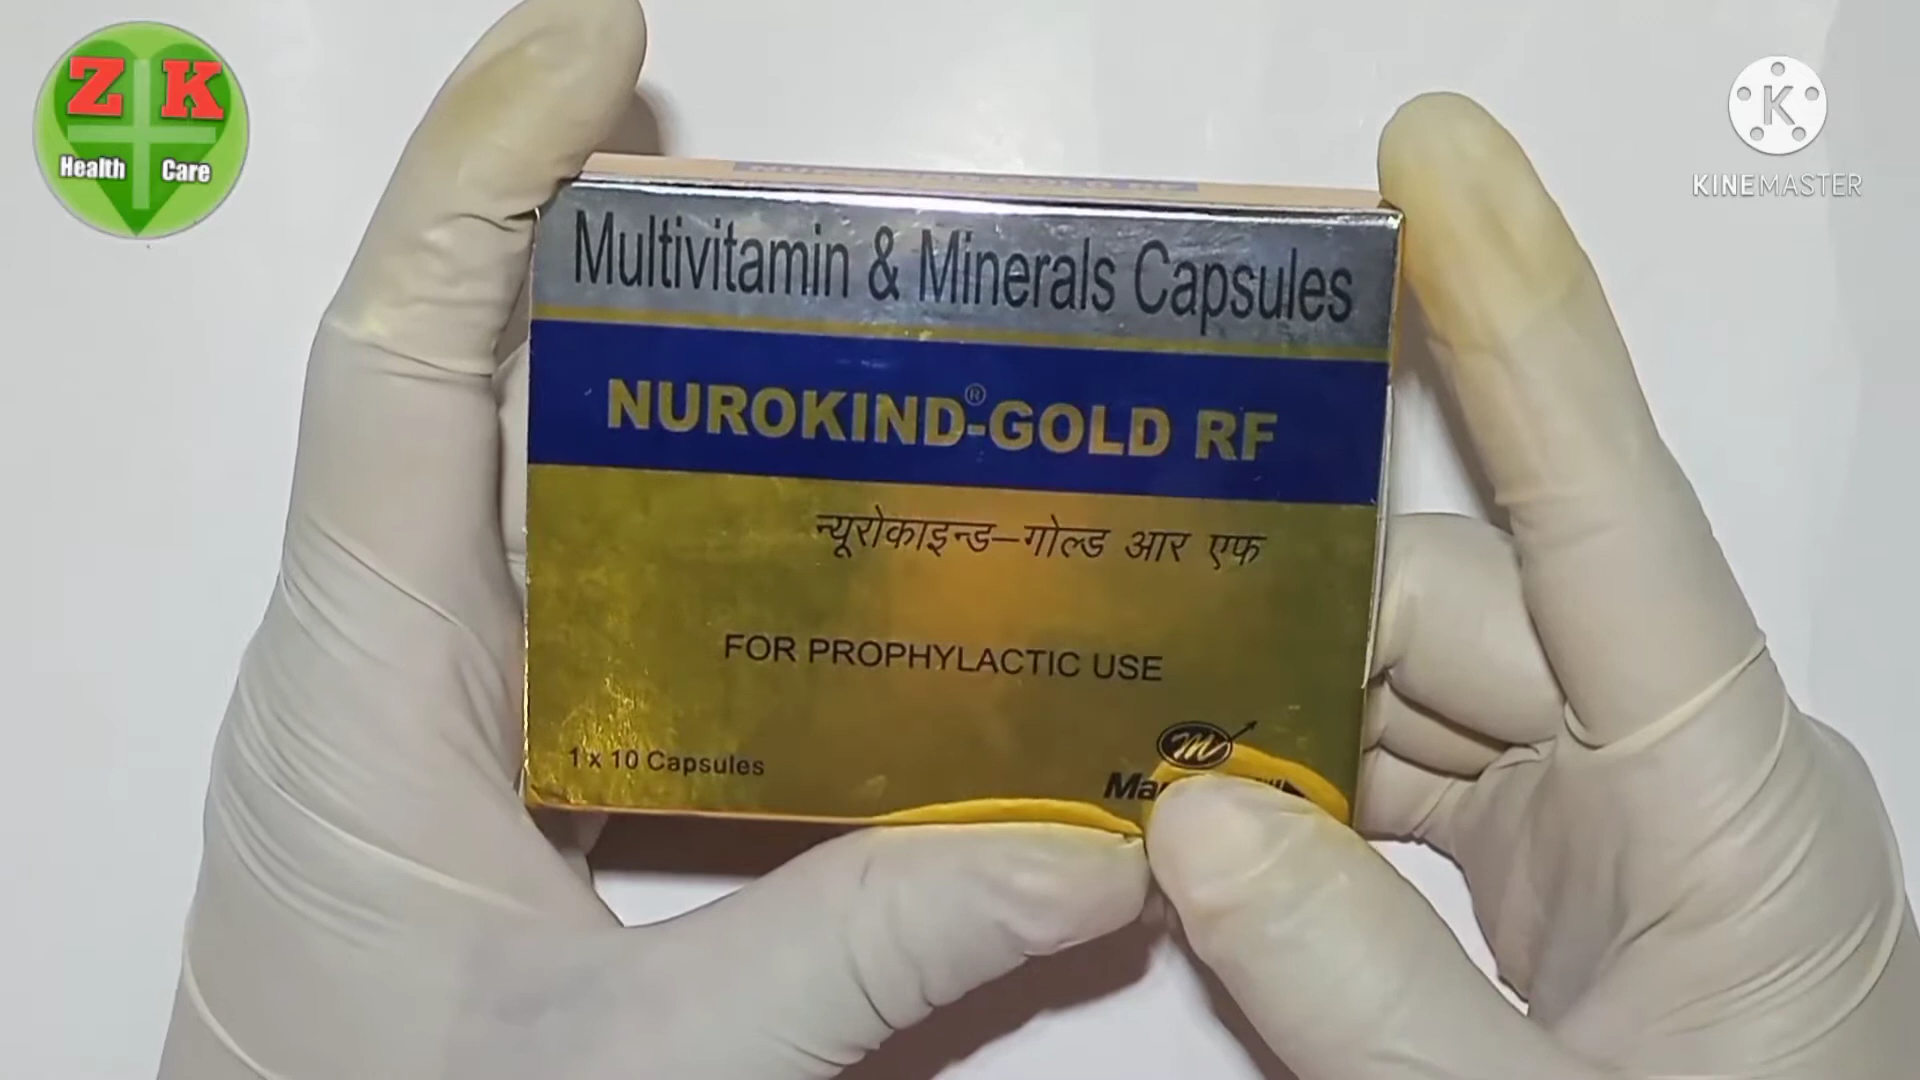 Z K
Health Care
K
KINEMASTER
Multivitamin & Minerals Capsules
NUROKIND®-GOLD RF
न्यूरोकाइन्ड–गोल्ड आर एफ
FOR PROPHYLACTIC USE
1 x 10 Capsules